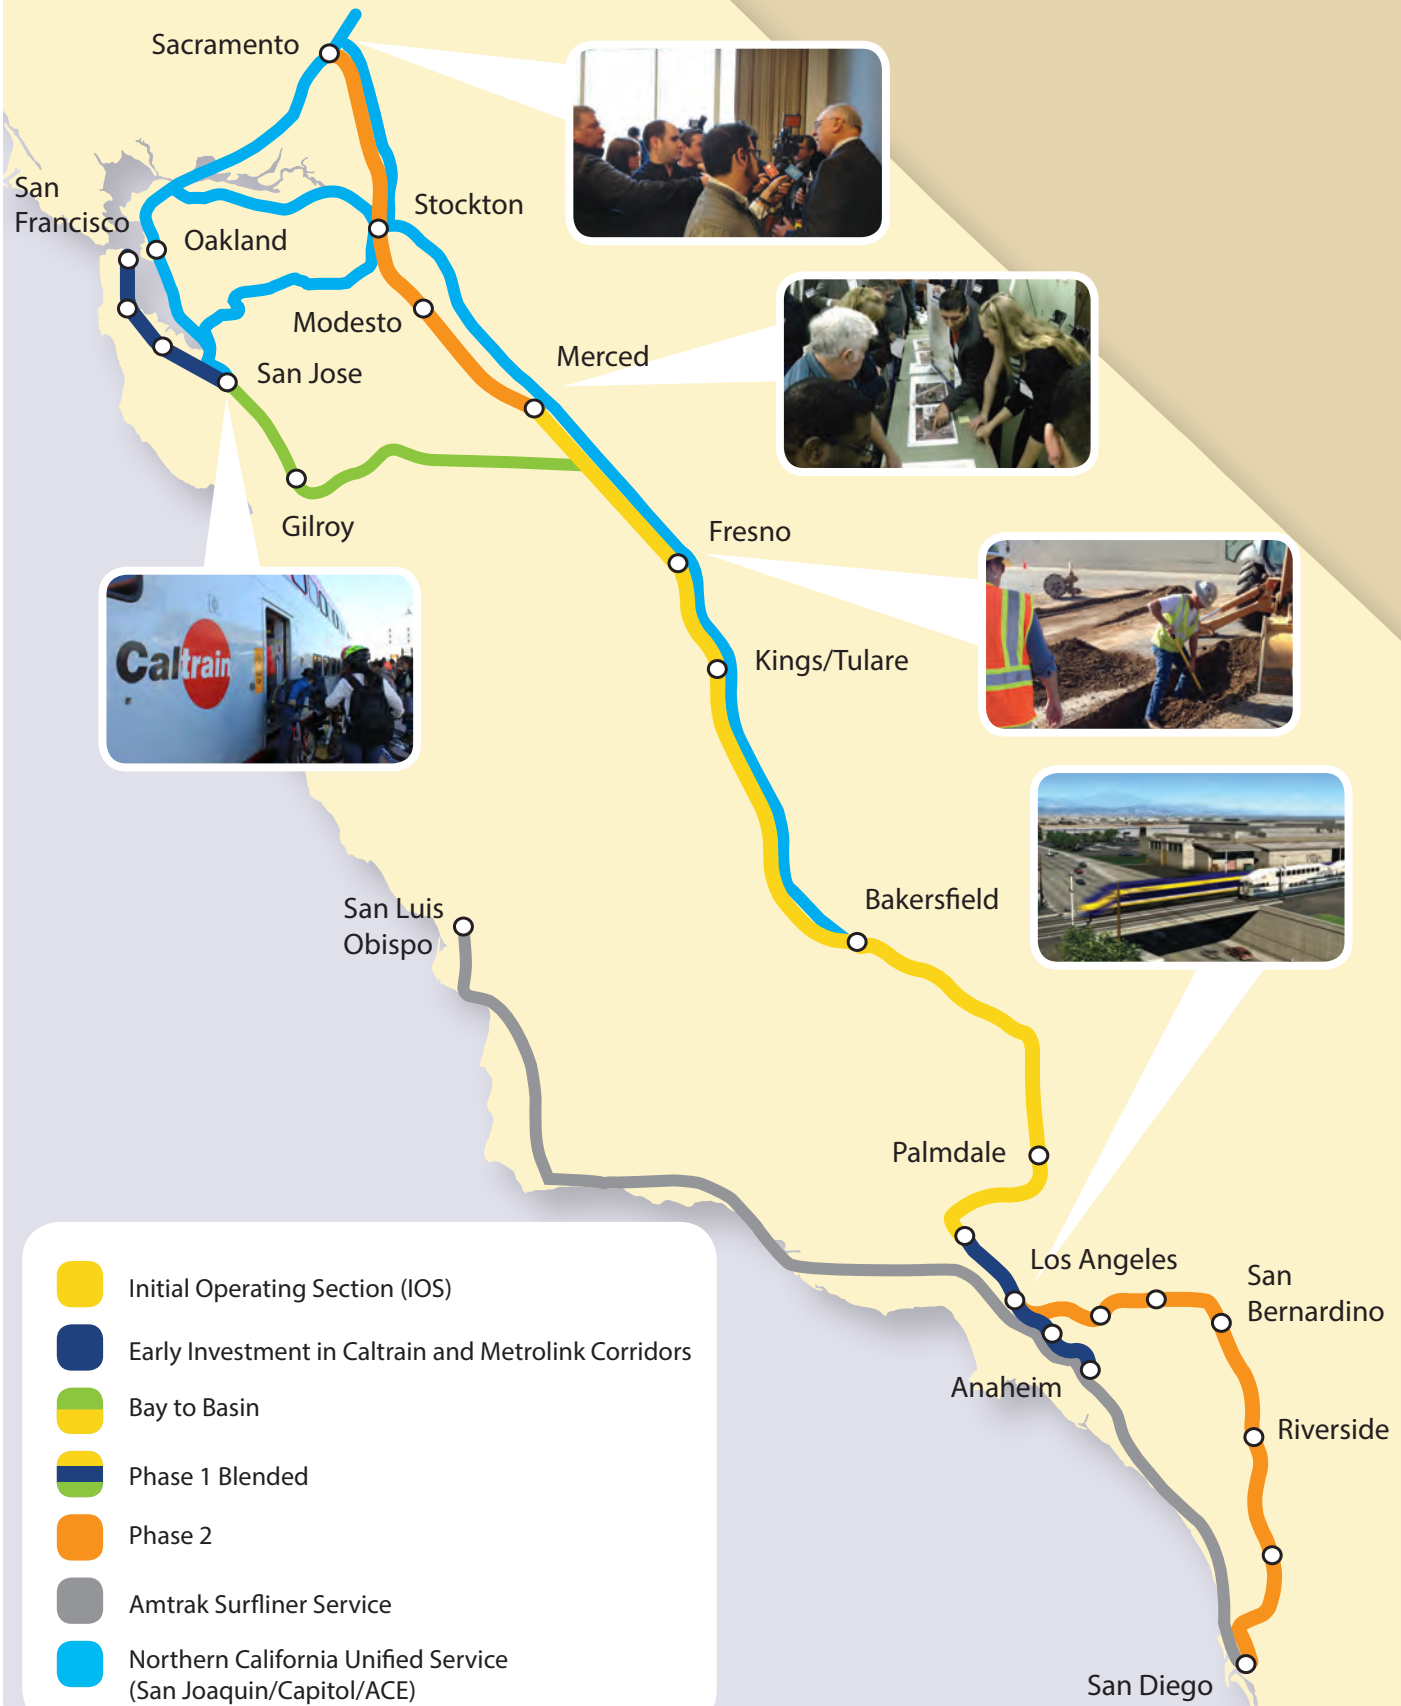 Sacramento
San
Francisco
Oakland
Stockton
Modesto
Merced
San Jose
Gilroy
Fresno
Caltrain
Kings/Tulare
San Luis
Obispo
Bakersfield
Palmdale
Los Angeles
San
Bernardino
Anaheim
Riverside
San Diego
Initial Operating Section (IOS)
Early Investment in Caltrain and Metrolink Corridors
Bay to Basin
Phase 1 Blended
Phase 2
Amtrak Surfliner Service
Northern California Unified Service
(San Joaquin/Capitol/ACE)